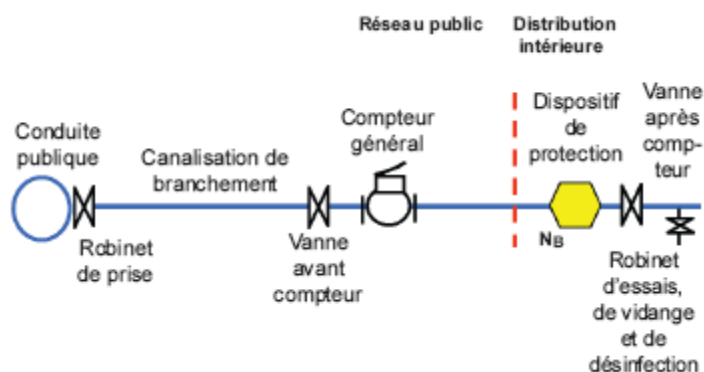 Réseau public
Distribution
intérieure
Conduite
publique
Canalisation de
branchement
Compteur
général
Dispositif
de
protection
Vanne
après
comp-
teur
Robinet
de prise
Vanne
avant
compteur
NB
Robinet
d'essais,
de vidange
et de
désinfection